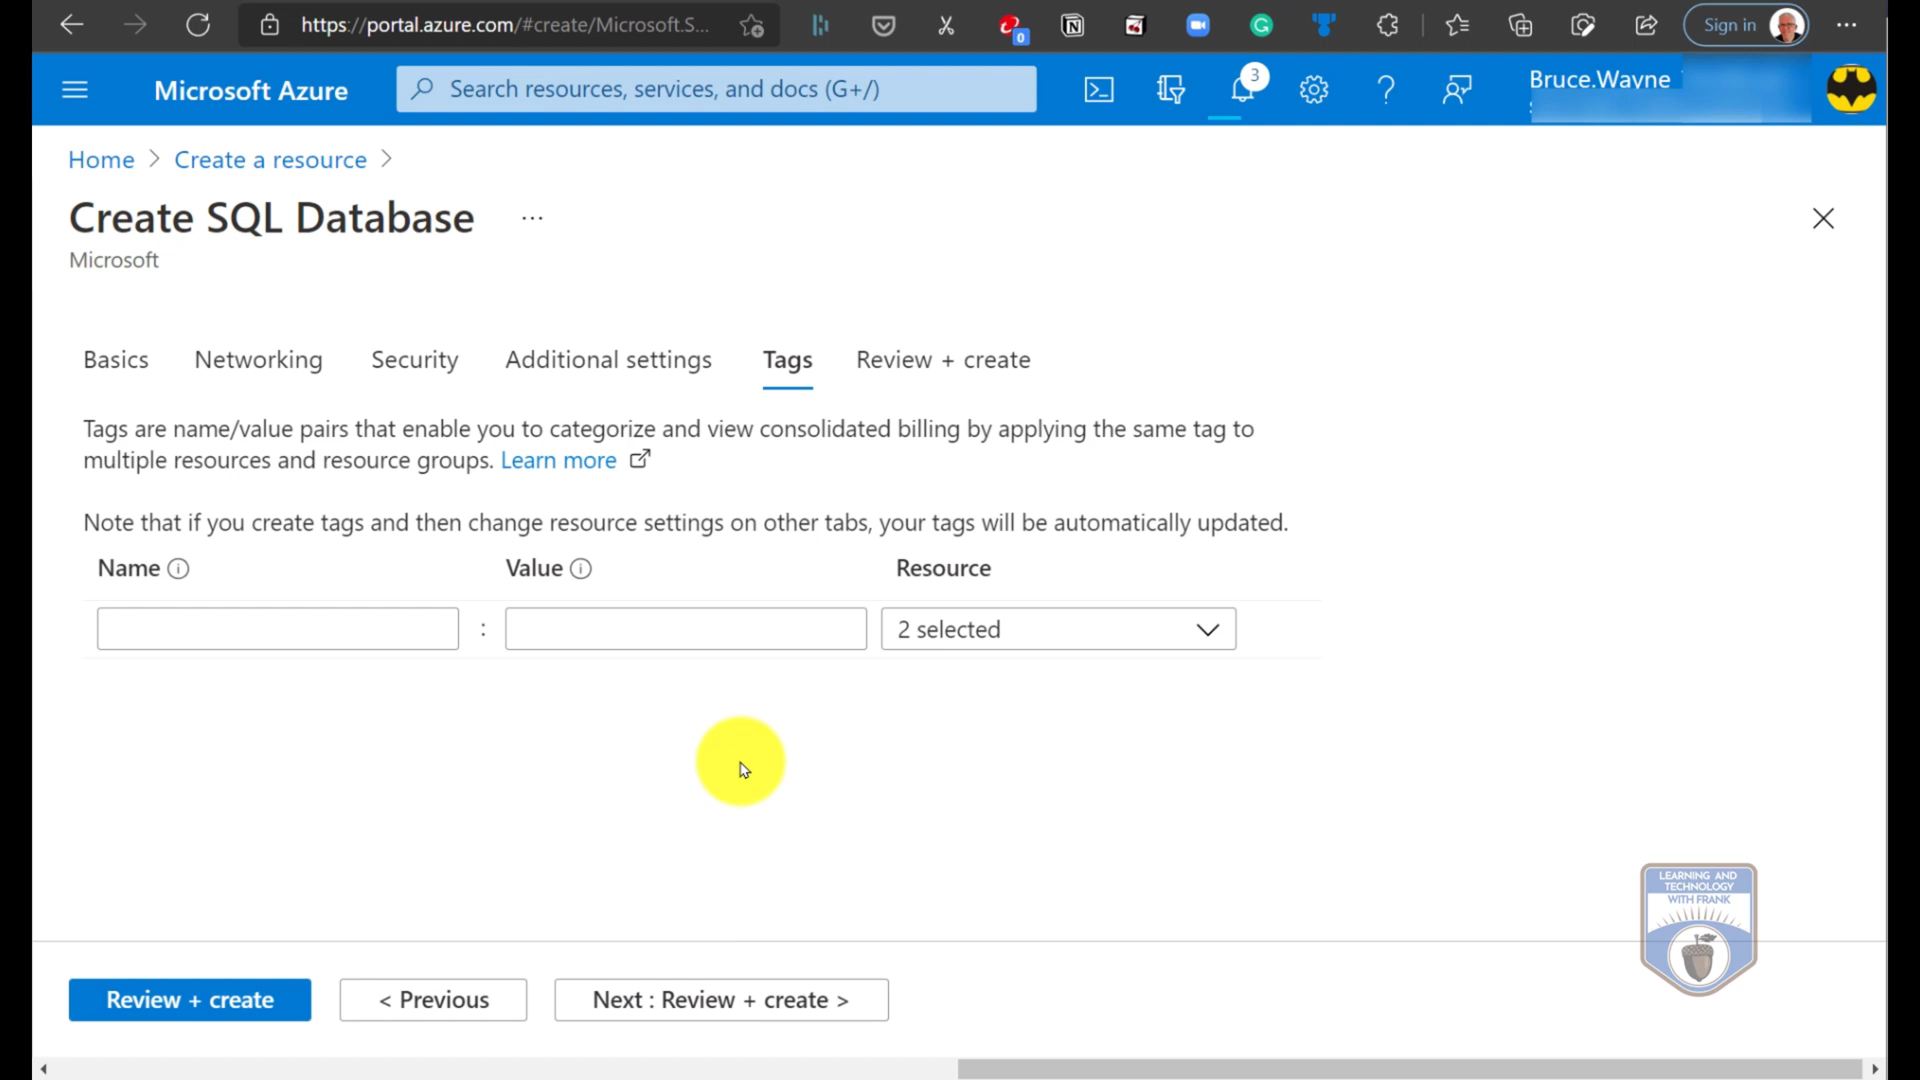 https://portal.azure.com/#create/Microsoft.S...
0
Sign in
Microsoft Azure
Search resources, services, and docs (G+/)
3
Bruce.Wayne
Home > Create a resource >
Create SQL Database ...
Microsoft
Basics Networking Security Additional settings Tags Review + create
Tags are name/value pairs that enable you to categorize and view consolidated billing by applying the same tag to
multiple resources and resource groups. Learn more
Note that if you create tags and then change resource settings on other tabs, your tags will be automatically updated.
Name Value Resource
: 2 selected
LEARNING AND
TECHNOLOGY
WITH FRANK
Review + create < Previous Next : Review + create >